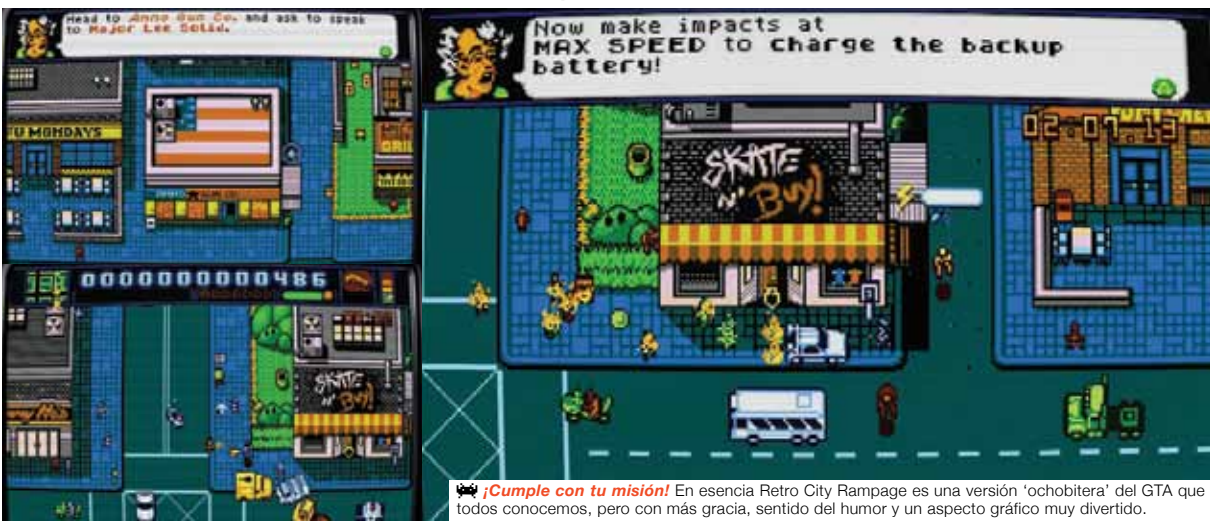 Head to Ammo Gun Co. and ask to speak
to Major Lee Solid.
U MONDAYS
000000000486
SKATE
N' BUY!
Now make impacts at
MAX SPEED to charge the backup
battery!
SKATE
N' BUY!
02 07 13
¡Cumple con tu misión! En esencia Retro City Rampage es una versión ‘ochobitera’ del GTA que
todos conocemos, pero con más gracia, sentido del humor y un aspecto gráfico muy divertido.